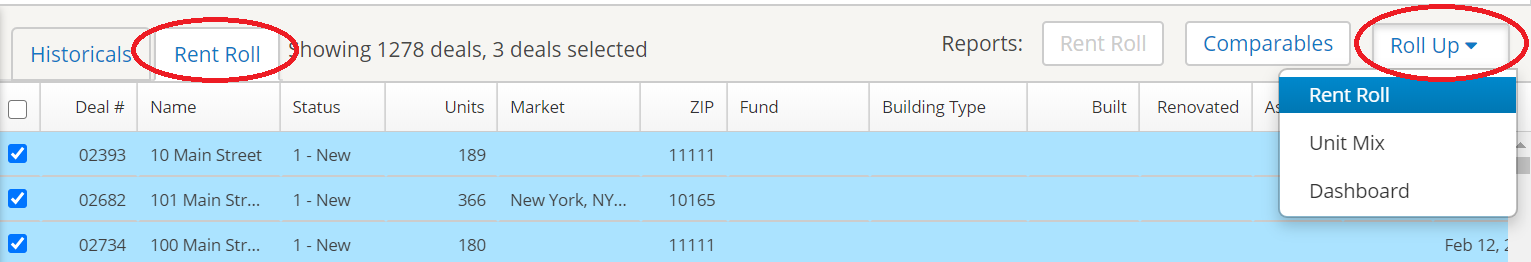 Historicals Rent Roll Showing 1278 deals, 3 deals selected Reports: Rent Roll Comparables Roll Up
Deal # Name Status Units Market ZIP Fund Building Type Built Renovated As
02393 10 Main Street 1 - New 189 11111
02682 101 Main Str... 1 - New 366 New York, NY... 10165
02734 100 Main Str... 1 - New 180 11111 Feb 12, 2
Rent Roll
Unit Mix
Dashboard